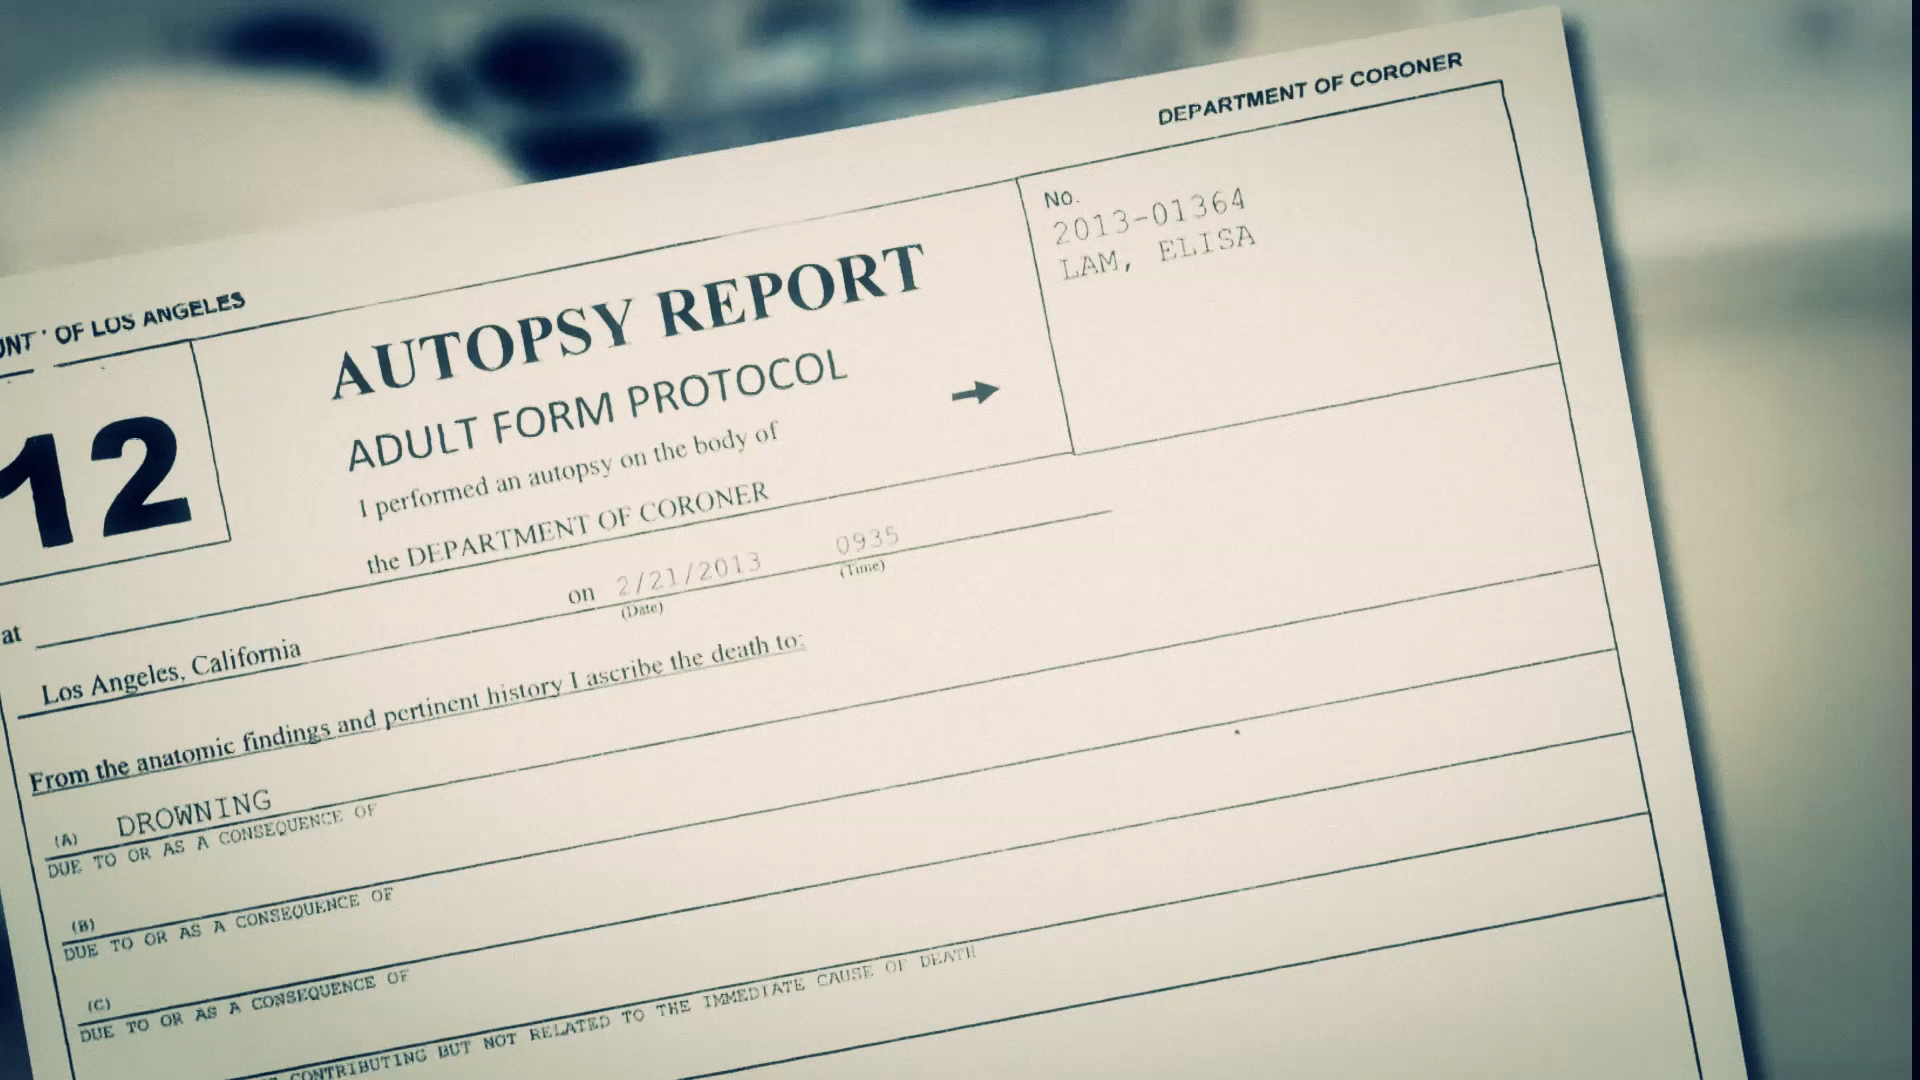 DEPARTMENT OF CORONER
OF LOS ANGELES
12
AUTOPSY REPORT
ADULT FORM PROTOCOL
I performed an autopsy on the body of
the DEPARTMENT OF CORONER
No.
2013-01364
LAM, ELISA
at
Los Angeles, California
on 2/21/2013 0935
(Date) (Time)
From the anatomic findings and pertinent history I ascribe the death to:
(A) DROWNING
DUE TO OR AS A CONSEQUENCE OF
(B)
DUE TO OR AS A CONSEQUENCE OF
(C)
DUE TO OR AS A CONSEQUENCE OF
CONTRIBUTING BUT NOT RELATED TO THE IMMEDIATE CAUSE OF DEATH